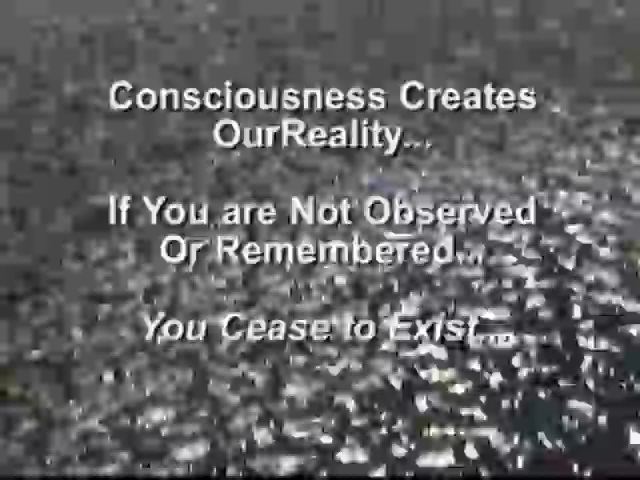 Consciousness Creates
OurReality...
If You are Not Observed
Or Remembered...
You Cease to Exist...